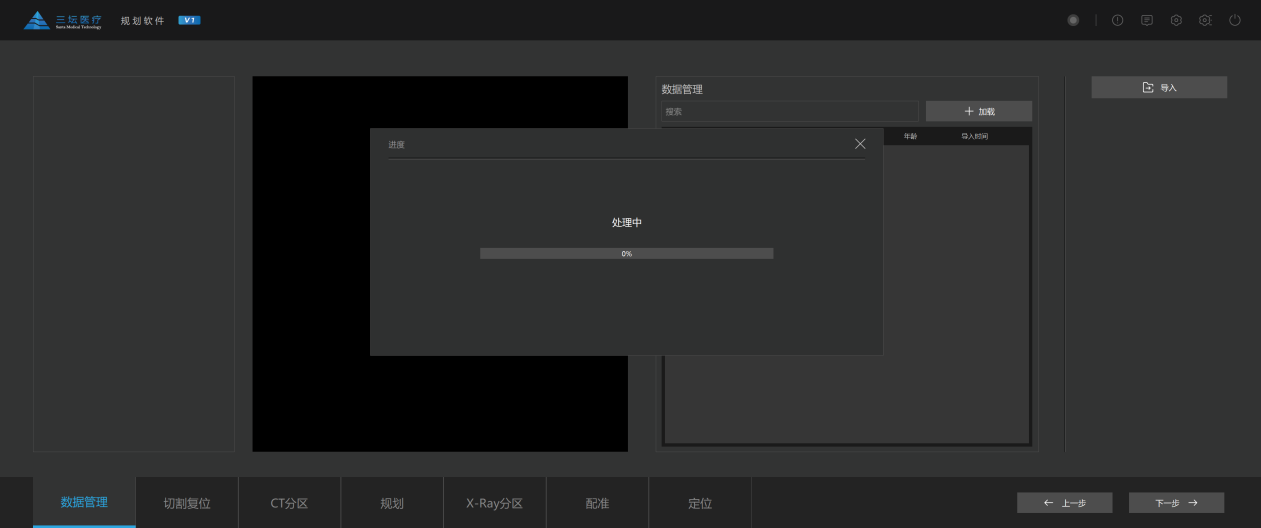 三坛医疗
Santa Medical Technology
规划软件 V1
数据管理
搜索
加载
导入
年龄 导入时间
进度
处理中
0%
数据管理 切割复位 CT分区 规划 X-Ray分区 配准 定位
上一步 下一步